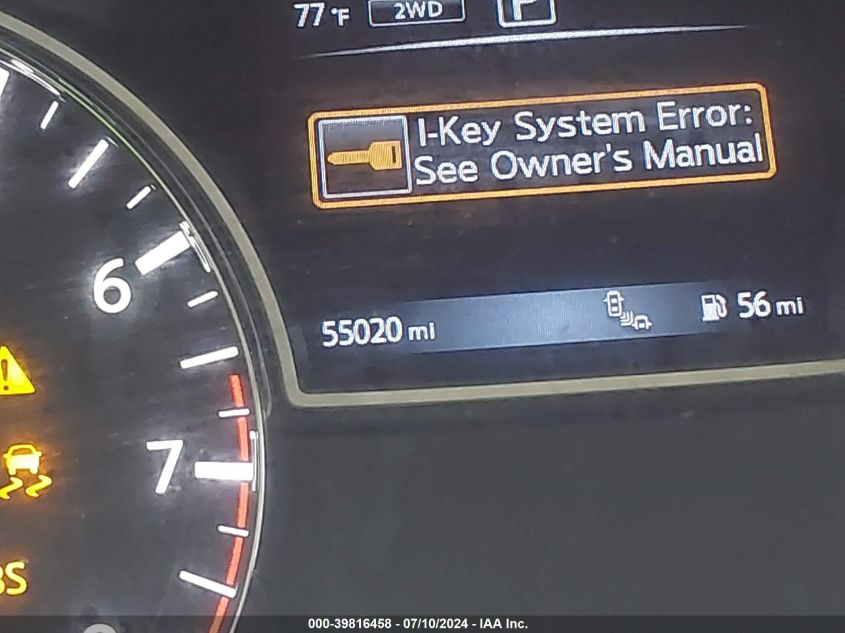 77°F 2WD P
I-Key System Error:
See Owner's Manual
6
55020 mi 56 mi
7
000-39816458 - 07/10/2024 - IAA Inc.